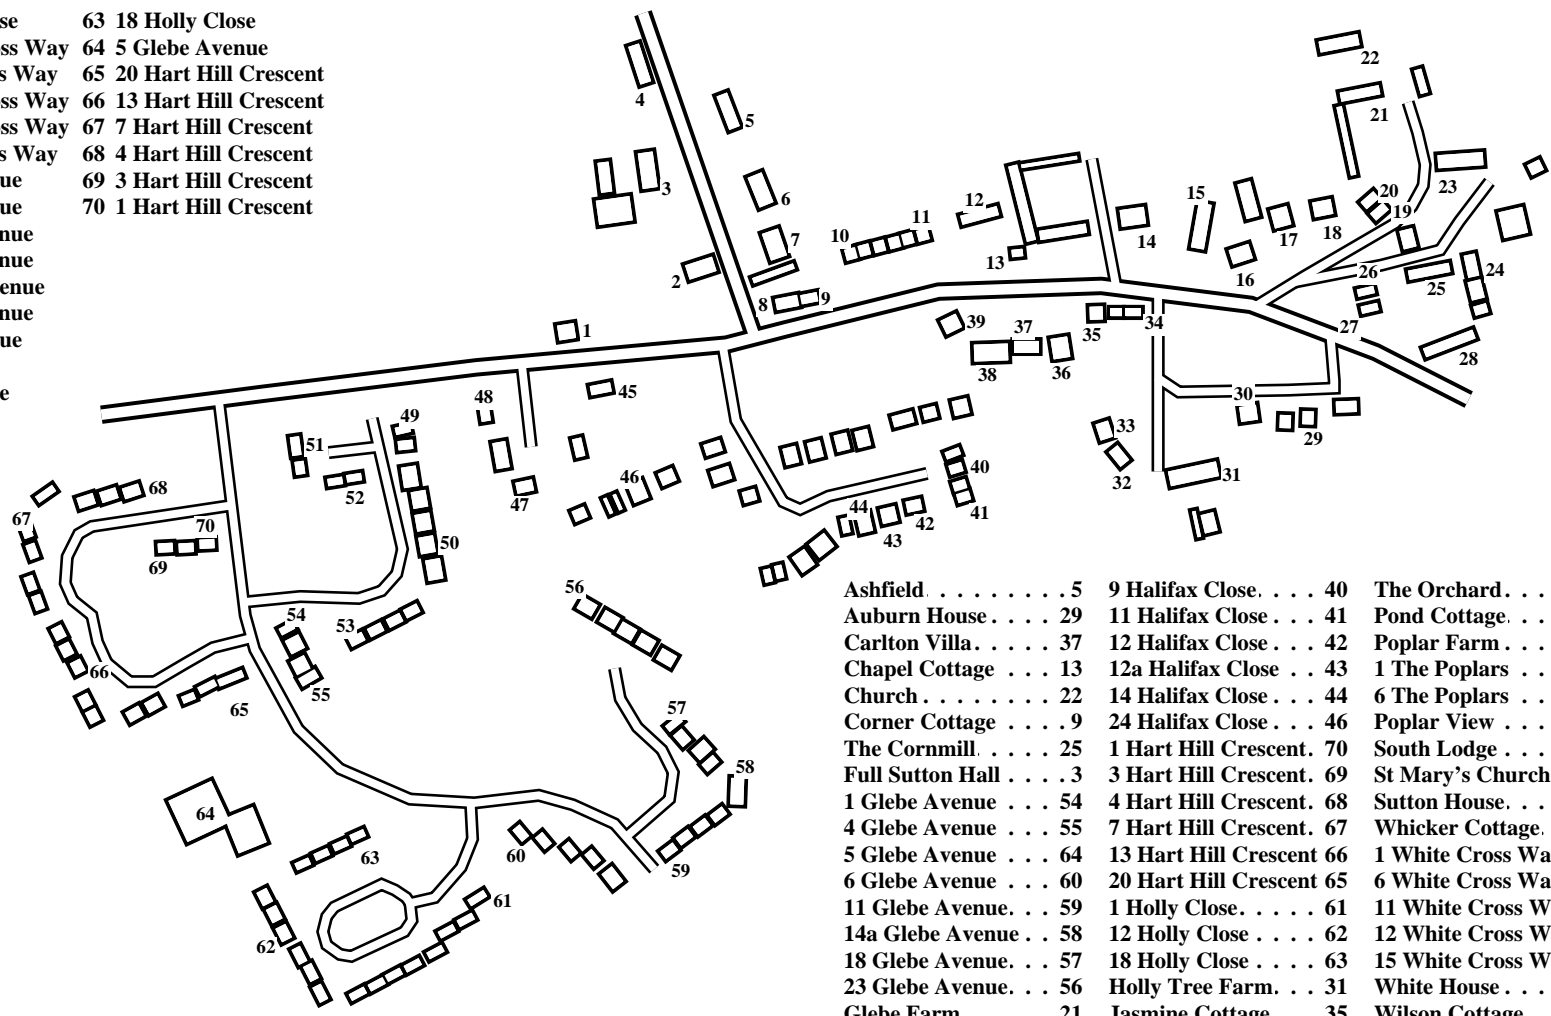 se 63 18 Holly Close
ss Way 64 5 Glebe Avenue
s Way 65 20 Hart Hill Crescent
ss Way 66 13 Hart Hill Crescent
ss Way 67 7 Hart Hill Crescent
s Way 68 4 Hart Hill Crescent
ue 69 3 Hart Hill Crescent
ue 70 1 Hart Hill Crescent
nue
nue
enue
nue
ue
e
22
4
21
5
23
3
20
15
12
19
6
11
18
17
10
7
14
13
24
26
16
25
2
8
9
39
37
35
34
27
1
38
36
28
45
48
30
49
33
29
51
40
46
32
31
52
47
68
44
42
41
67
70
43
50
69
56
54
53
66
55
65
57
58
64
63
60
59
61
62
Ashfield. . . . . . . . . . 5 9 Halifax Close. . . . . 40 The Orchard. . .
Auburn House . . . . 29 11 Halifax Close . . . 41 Pond Cottage. . .
Carlton Villa. . . . . . 37 12 Halifax Close . . . 42 Poplar Farm . . .
Chapel Cottage . . . 13 12a Halifax Close . . 43 1 The Poplars . .
Church . . . . . . . . . 22 14 Halifax Close . . . 44 6 The Poplars . .
Corner Cottage . . . . 9 24 Halifax Close . . . 46 Poplar View . . .
The Cornmill. . . . . . 25 1 Hart Hill Crescent. 70 South Lodge . . .
Full Sutton Hall . . . . 3 3 Hart Hill Crescent. 69 St Mary's Church
1 Glebe Avenue . . . 54 4 Hart Hill Crescent. 68 Sutton House. . .
4 Glebe Avenue . . . 55 7 Hart Hill Crescent. 67 Whicker Cottage.
5 Glebe Avenue . . . 64 13 Hart Hill Crescent 66 1 White Cross Wa
6 Glebe Avenue . . . 60 20 Hart Hill Crescent 65 6 White Cross Wa
11 Glebe Avenue. . . 59 1 Holly Close. . . . . . 61 11 White Cross W
14a Glebe Avenue . . 58 12 Holly Close . . . . . 62 12 White Cross W
18 Glebe Avenue. . . 57 18 Holly Close . . . . . 63 15 White Cross W
23 Glebe Avenue. . . 56 Holly Tree Farm. . . 31 White House . . .
Glebe Farm 21 Jasmine Cottage 35 Wilson Cottage